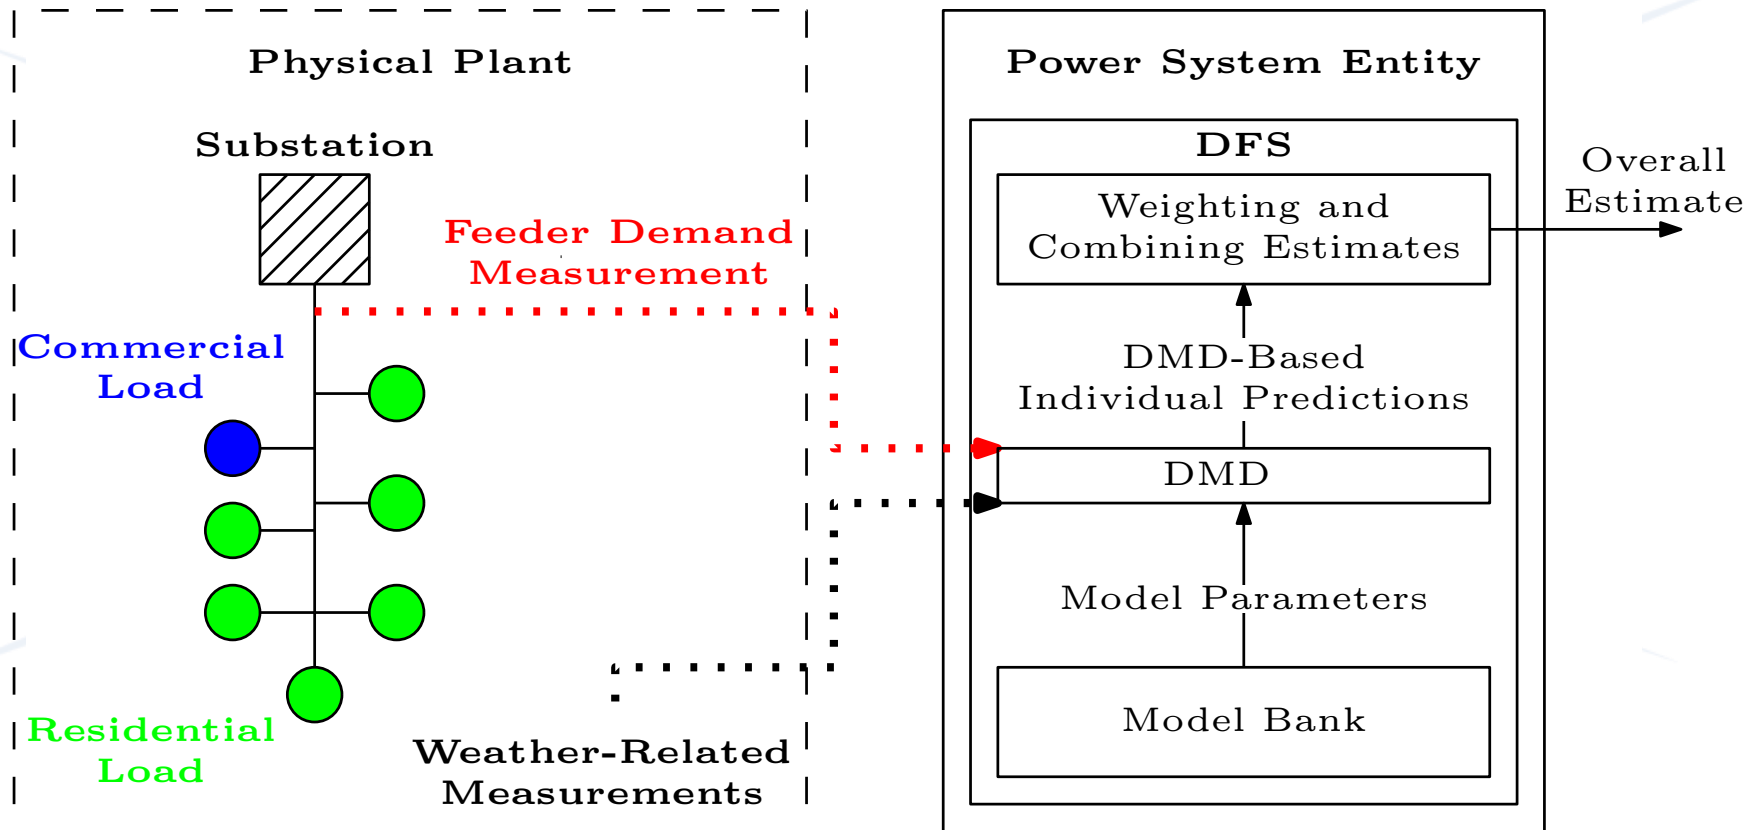 Physical Plant
Substation
Feeder Demand
Measurement
Commercial
Load
Residential
Load
Weather-Related
Measurements
Power System Entity
DFS
Weighting and
Combining Estimates
DMD-Based
Individual Predictions
DMD
Model Parameters
Model Bank
Overall
Estimate